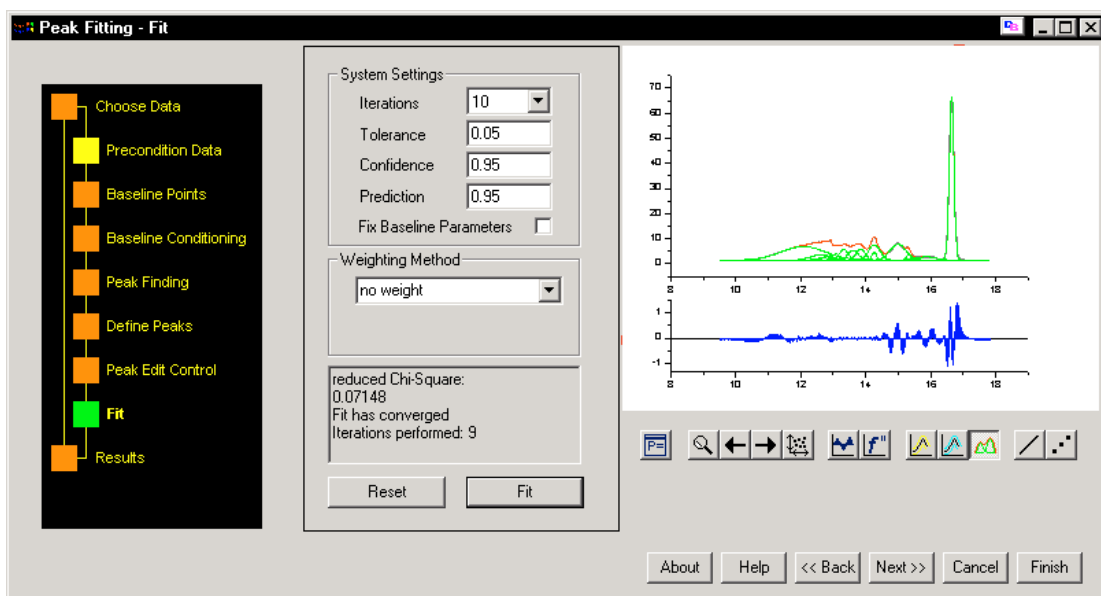 Peak Fitting - Fit
Choose Data
Precondition Data
Baseline Points
Baseline Conditioning
Peak Finding
Define Peaks
Peak Edit Control
Fit
Results
System Settings
Iterations 10
Tolerance 0.05
Confidence 0.95
Prediction 0.95
Fix Baseline Parameters
Weighting Method
no weight
reduced Chi-Square:
0.07148
Fit has converged
Iterations performed: 9
Reset Fit
70
60
50
40
30
20
10
0
8 10 12 14 16 18
1
0
-1
8 10 12 14 16 18
P= f"
About Help << Back Next >> Cancel Finish